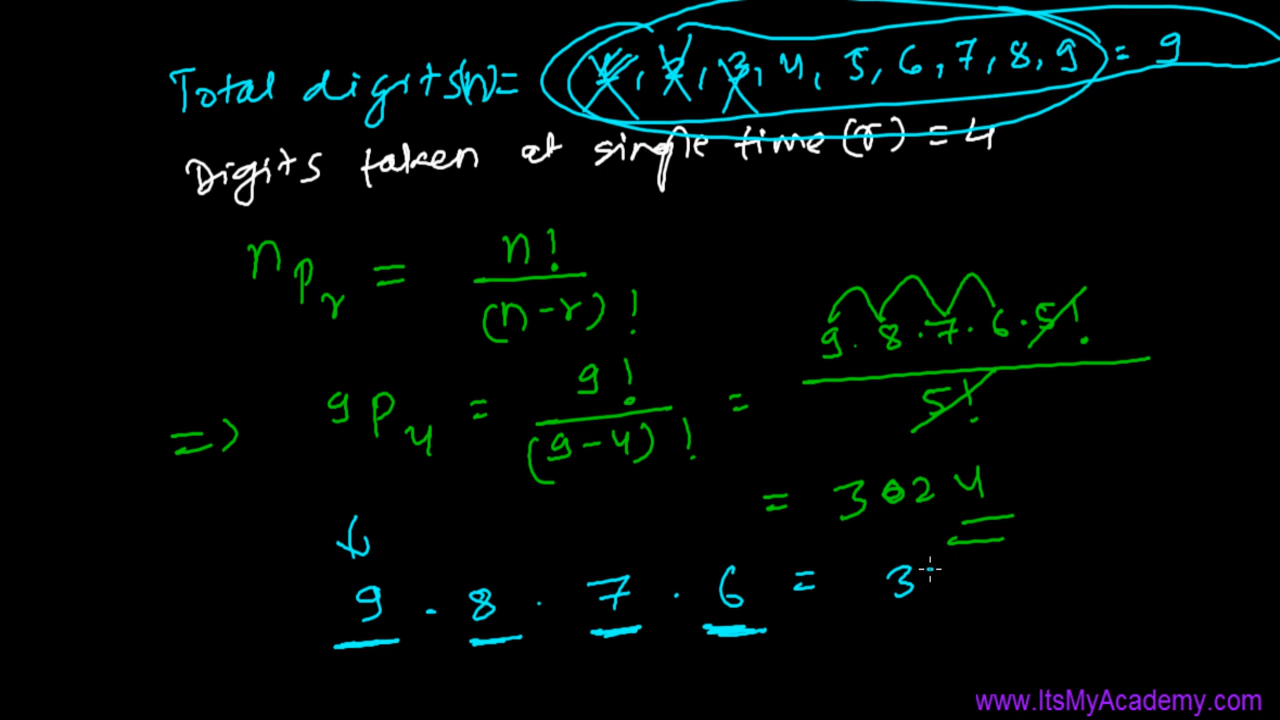 Total digits(n)= 1, 2, 3, 4, 5, 6, 7, 8, 9 = 9
Digits taken at single time (r) = 4
nPr = n! / (n-r)!
=> 9P4 = 9! / (9-4)! = 9.8.7.6.5! / 5!
= 3024
9 . 8 . 7 . 6 = 3
www.ItsMyAcademy.com